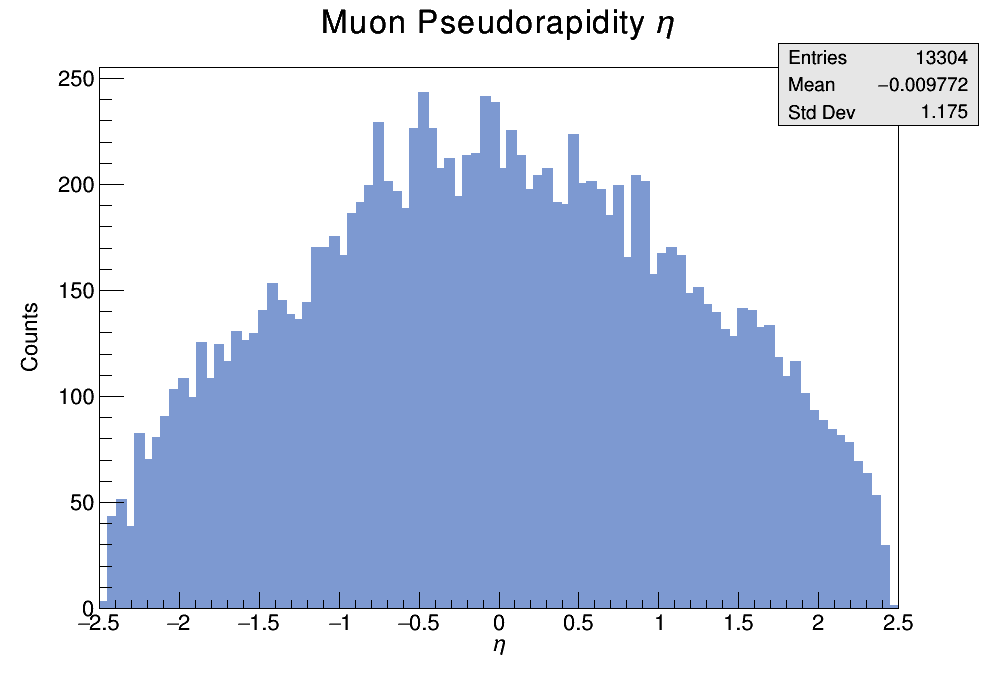 Muon Pseudorapidity η
Entries 13304
Mean −0.009772
Std Dev 1.175
250
200
150
100
50
0
Counts
−2.5 −2 −1.5 −1 −0.5 0 0.5 1 1.5 2 2.5
η